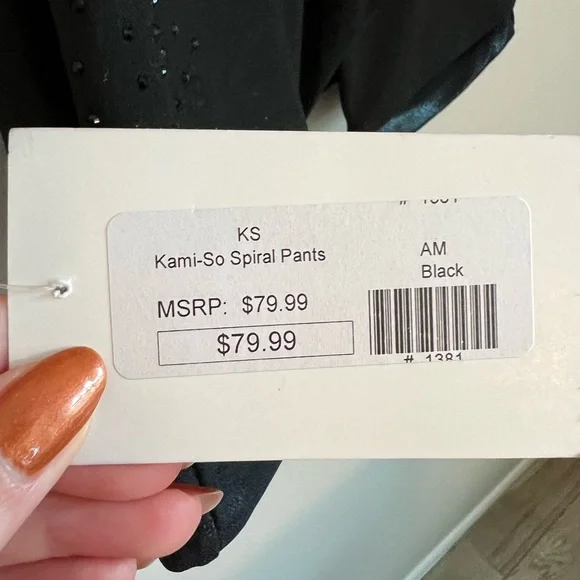 KS
Kami-So Spiral Pants
AM
Black
MSRP: $79.99
$79.99
# 1381